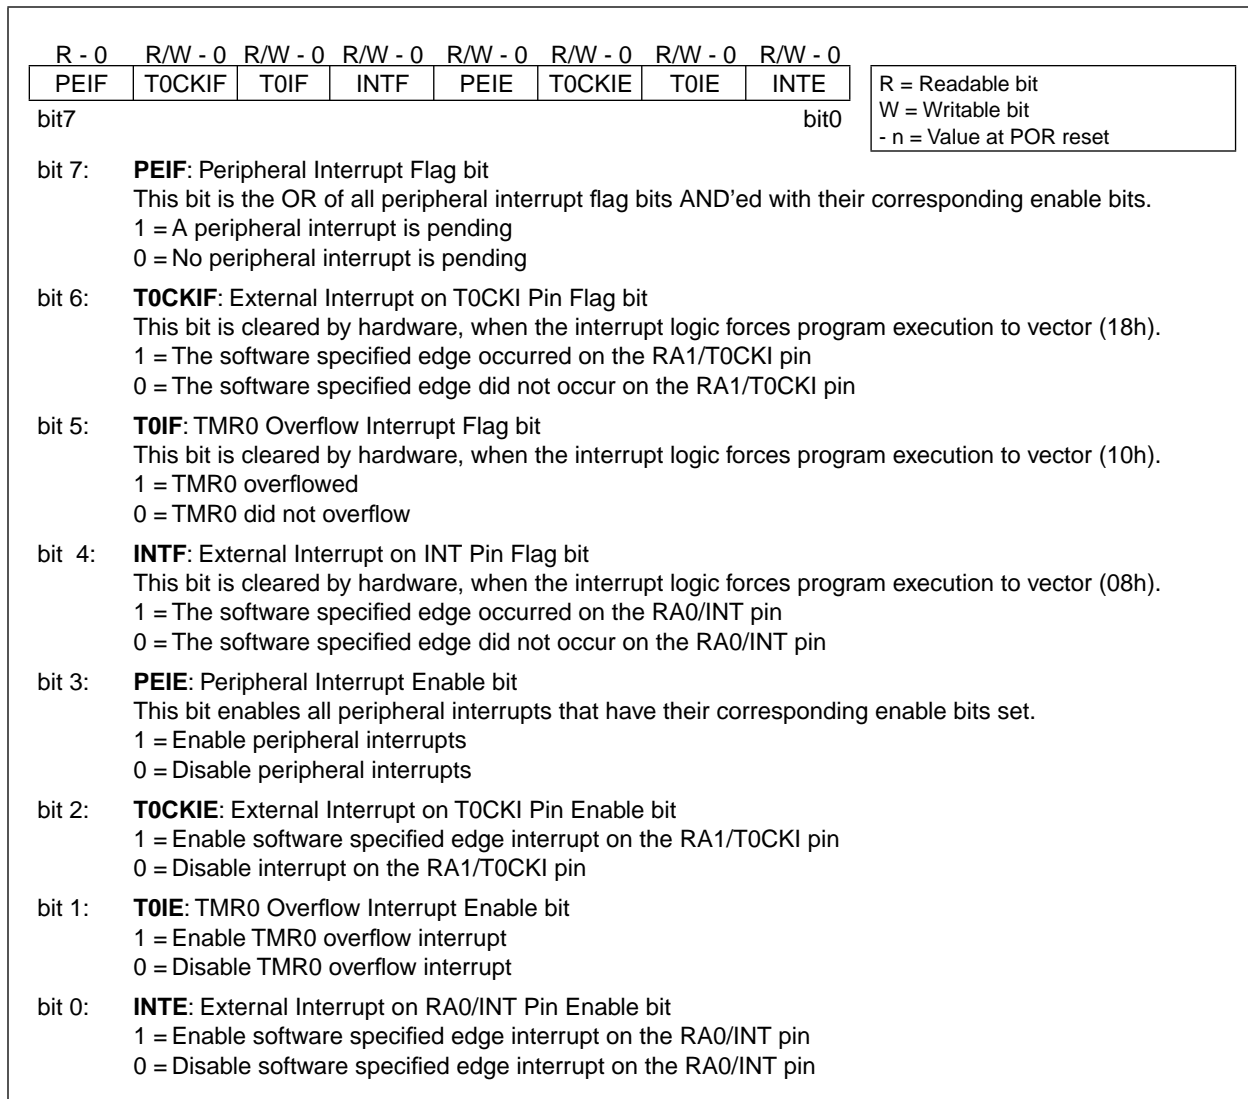 R - 0 R/W - 0 R/W - 0 R/W - 0 R/W - 0 R/W - 0 R/W - 0 R/W - 0
PEIF T0CKIF T0IF INTF PEIE T0CKIE T0IE INTE
bit7 bit0
R = Readable bit
W = Writable bit
- n = Value at POR reset
bit 7: PEIF: Peripheral Interrupt Flag bit
This bit is the OR of all peripheral interrupt flag bits AND’ed with their corresponding enable bits.
1 = A peripheral interrupt is pending
0 = No peripheral interrupt is pending
bit 6: T0CKIF: External Interrupt on T0CKI Pin Flag bit
This bit is cleared by hardware, when the interrupt logic forces program execution to vector (18h).
1 = The software specified edge occurred on the RA1/T0CKI pin
0 = The software specified edge did not occur on the RA1/T0CKI pin
bit 5: T0IF: TMR0 Overflow Interrupt Flag bit
This bit is cleared by hardware, when the interrupt logic forces program execution to vector (10h).
1 = TMR0 overflowed
0 = TMR0 did not overflow
bit 4: INTF: External Interrupt on INT Pin Flag bit
This bit is cleared by hardware, when the interrupt logic forces program execution to vector (08h).
1 = The software specified edge occurred on the RA0/INT pin
0 = The software specified edge did not occur on the RA0/INT pin
bit 3: PEIE: Peripheral Interrupt Enable bit
This bit enables all peripheral interrupts that have their corresponding enable bits set.
1 = Enable peripheral interrupts
0 = Disable peripheral interrupts
bit 2: T0CKIE: External Interrupt on T0CKI Pin Enable bit
1 = Enable software specified edge interrupt on the RA1/T0CKI pin
0 = Disable interrupt on the RA1/T0CKI pin
bit 1: T0IE: TMR0 Overflow Interrupt Enable bit
1 = Enable TMR0 overflow interrupt
0 = Disable TMR0 overflow interrupt
bit 0: INTE: External Interrupt on RA0/INT Pin Enable bit
1 = Enable software specified edge interrupt on the RA0/INT pin
0 = Disable software specified edge interrupt on the RA0/INT pin